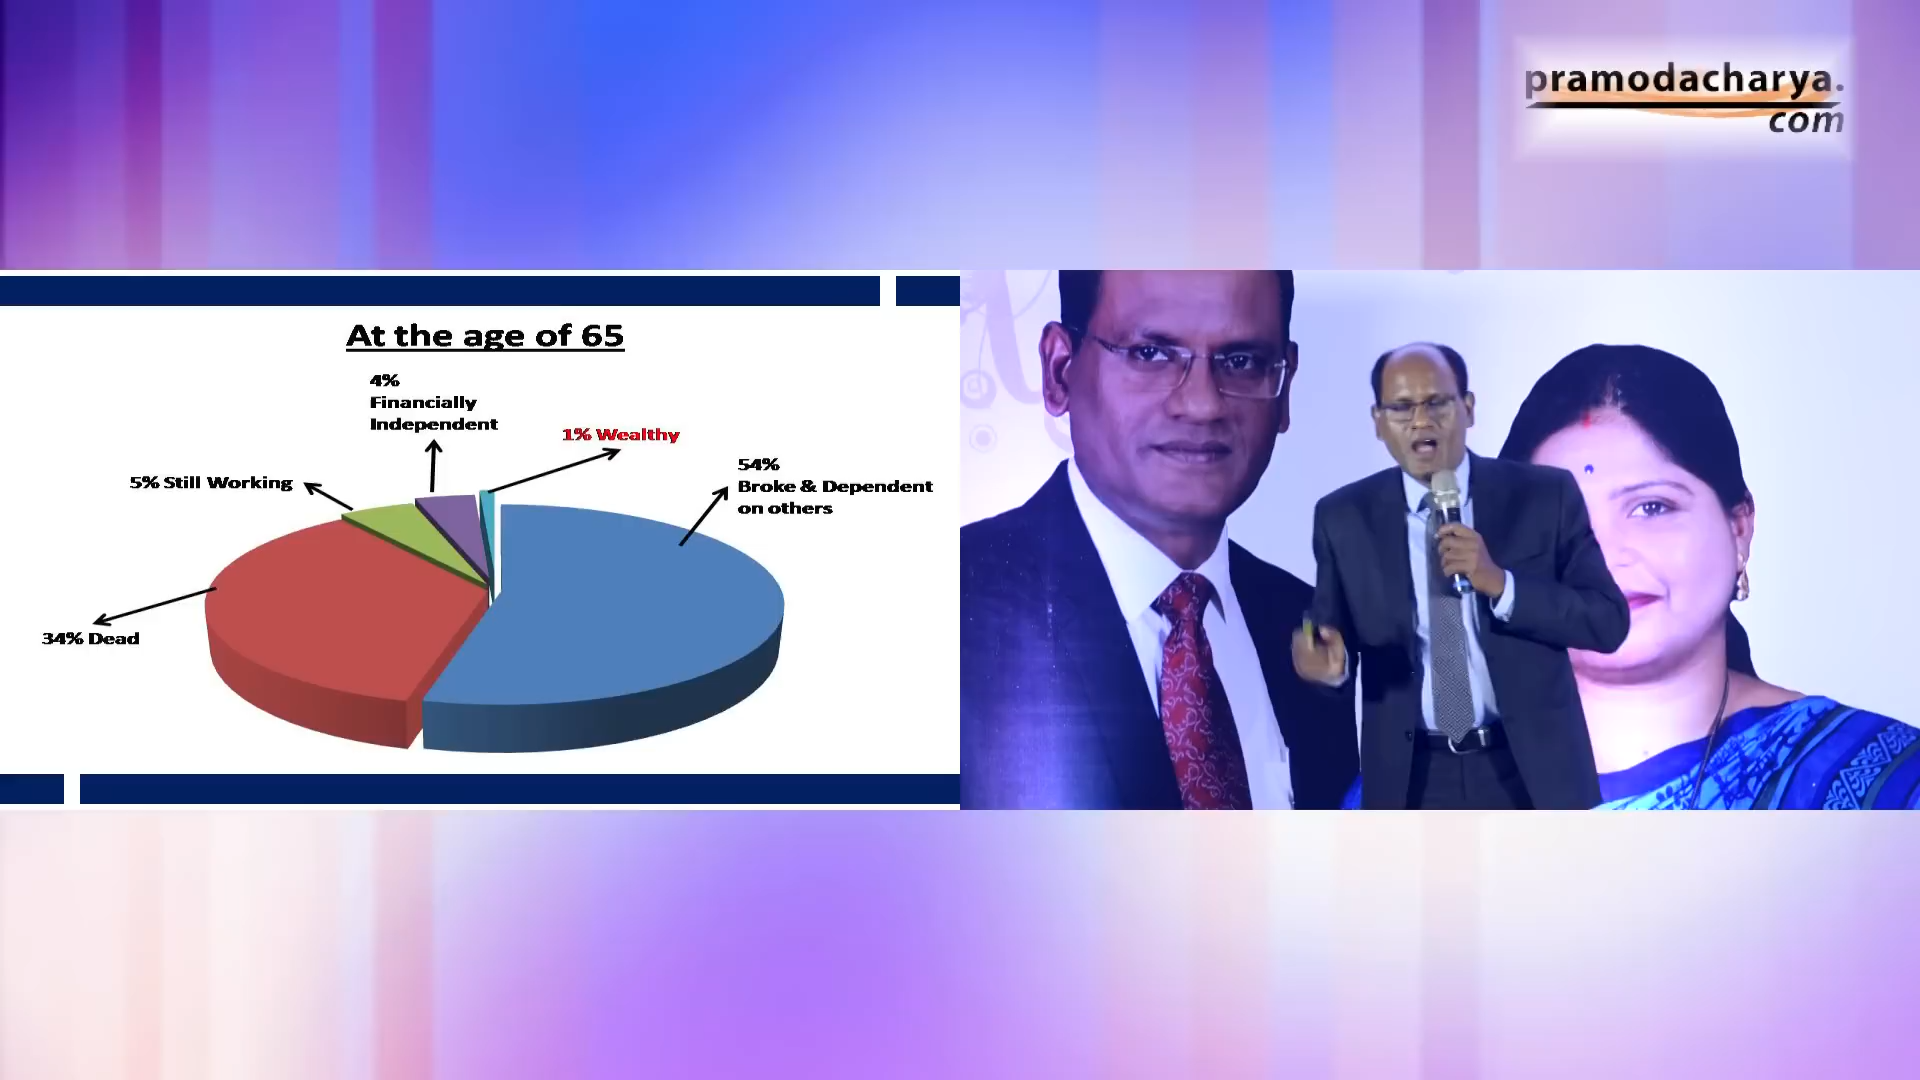 pramodacharya.
com
At the age of 65
4%
Financially
Independent
1% Wealthy
54%
Broke & Dependent
on others
5% Still Working
34% Dead